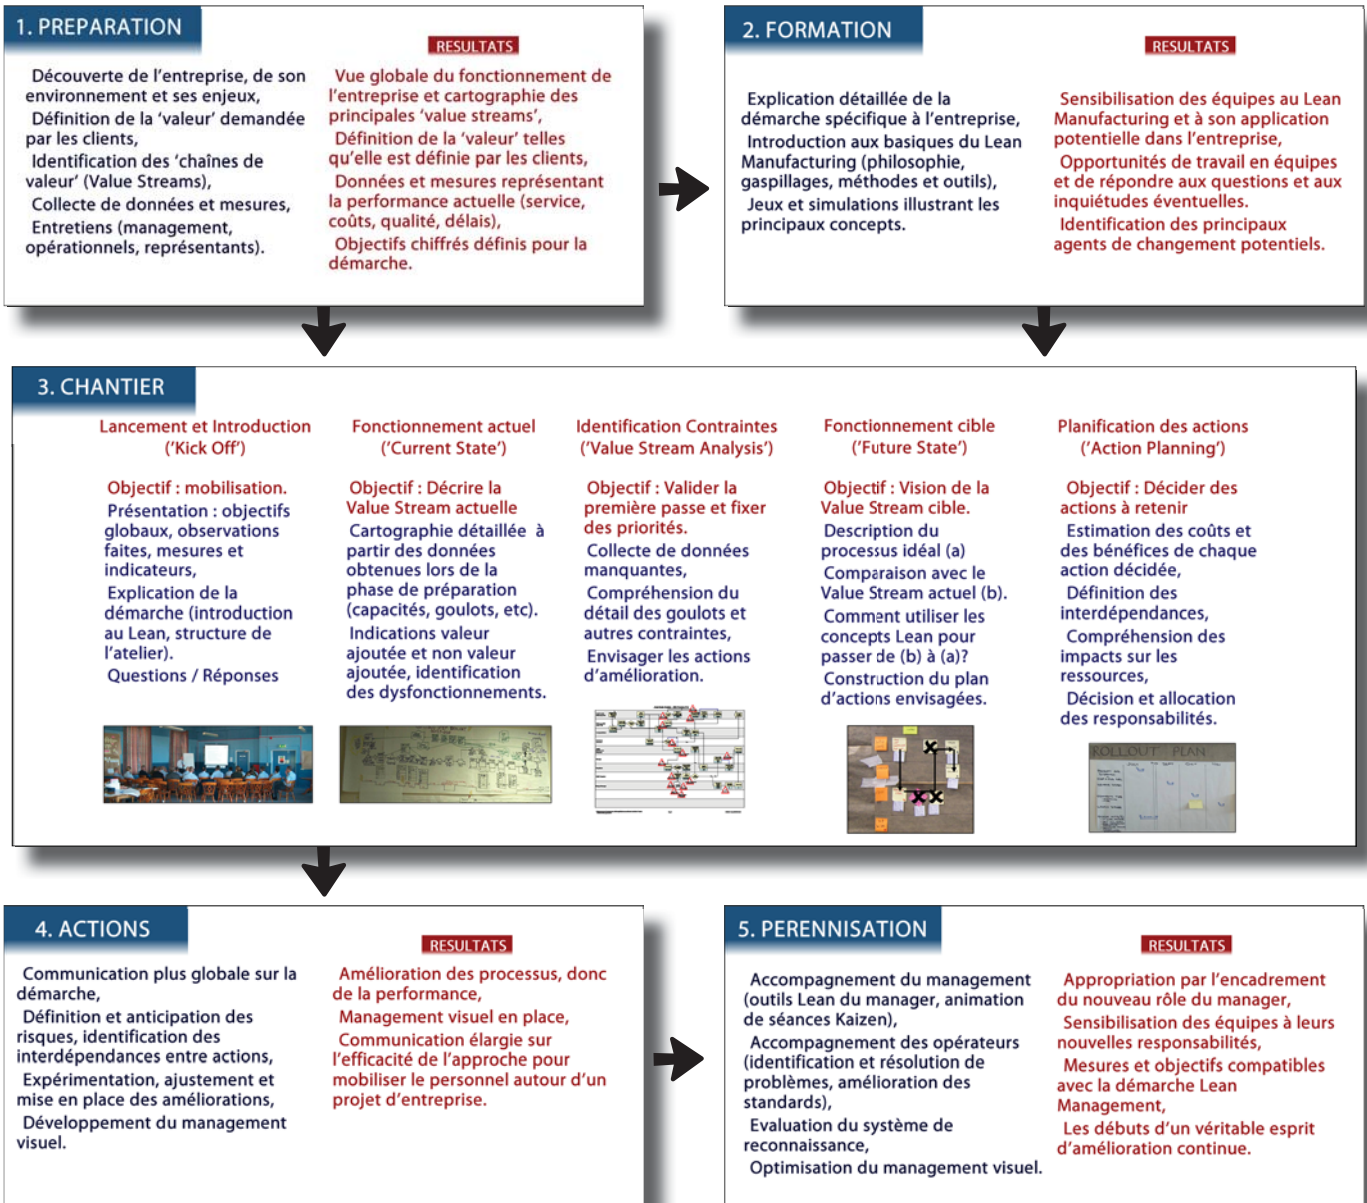 1. PREPARATION
RESULTATS
Découverte de l'entreprise, de son
environnement et ses enjeux,
Définition de la 'valeur' demandée
par les clients,
Identification des 'chaînes de
valeur' (Value Streams),
Collecte de données et mesures,
Entretiens (management,
opérationnels, représentants).
Vue globale du fonctionnement de
l'entreprise et cartographie des
principales 'value streams',
Définition de la 'valeur' telles
qu'elle est définie par les clients,
Données et mesures représentant
la performance actuelle (service,
coûts, qualité, délais),
Objectifs chiffrés définis pour la
démarche.
2. FORMATION
RESULTATS
Explication détaillée de la
démarche spécifique à l'entreprise,
Introduction aux basiques du Lean
Manufacturing (philosophie,
gaspillages, méthodes et outils),
Jeux et simulations illustrant les
principaux concepts.
Sensibilisation des équipes au Lean
Manufacturing et à son application
potentielle dans l'entreprise,
Opportunités de travail en équipes
et de répondre aux questions et aux
inquiétudes éventuelles.
Identification des principaux
agents de changement potentiels.
3. CHANTIER
Lancement et Introduction
('Kick Off')
Objectif : mobilisation.
Présentation : objectifs
globaux, observations
faites, mesures et
indicateurs,
Explication de la
démarche (introduction
au Lean, structure de
l'atelier).
Questions / Réponses
Fonctionnement actuel
('Current State')
Objectif : Décrire la
Value Stream actuelle
Cartographie détaillée à
partir des données
obtenues lors de la
phase de préparation
(capacités, goulots, etc).
Indications valeur
ajoutée et non valeur
ajoutée, identification
des dysfonctionnements.
Identification Contraintes
('Value Stream Analysis')
Objectif : Valider la
première passe et fixer
des priorités.
Collecte de données
manquantes,
Compréhension du
détail des goulots et
autres contraintes,
Envisager les actions
d'amélioration.
Fonctionnement cible
('Future State')
Objectif : Vision de la
Value Stream cible.
Description du
processus idéal (a)
Comparaison avec le
Value Stream actuel (b).
Comment utiliser les
concepts Lean pour
passer de (b) à (a)?
Construction du plan
d'actions envisagées.
Planification des actions
('Action Planning')
Objectif : Décider des
actions à retenir
Estimation des coûts et
des bénéfices de chaque
action décidée,
Définition des
interdépendances,
Compréhension des
impacts sur les
ressources,
Décision et allocation
des responsabilités.
ROLLOUT PLAN
4. ACTIONS
RESULTATS
Communication plus globale sur la
démarche,
Définition et anticipation des
risques, identification des
interdépendances entre actions,
Expérimentation, ajustement et
mise en place des améliorations,
Développement du management
visuel.
Amélioration des processus, donc
de la performance,
Management visuel en place,
Communication élargie sur
l'efficacité de l'approche pour
mobiliser le personnel autour d'un
projet d'entreprise.
5. PERENNISATION
RESULTATS
Accompagnement du management
(outils Lean du manager, animation
de séances Kaizen),
Accompagnement des opérateurs
(identification et résolution de
problèmes, amélioration des
standards),
Evaluation du système de
reconnaissance,
Optimisation du management visuel.
Appropriation par l'encadrement
du nouveau rôle du manager,
Sensibilisation des équipes à leurs
nouvelles responsabilités,
Mesures et objectifs compatibles
avec la démarche Lean
Management,
Les débuts d'un véritable esprit
d'amélioration continue.